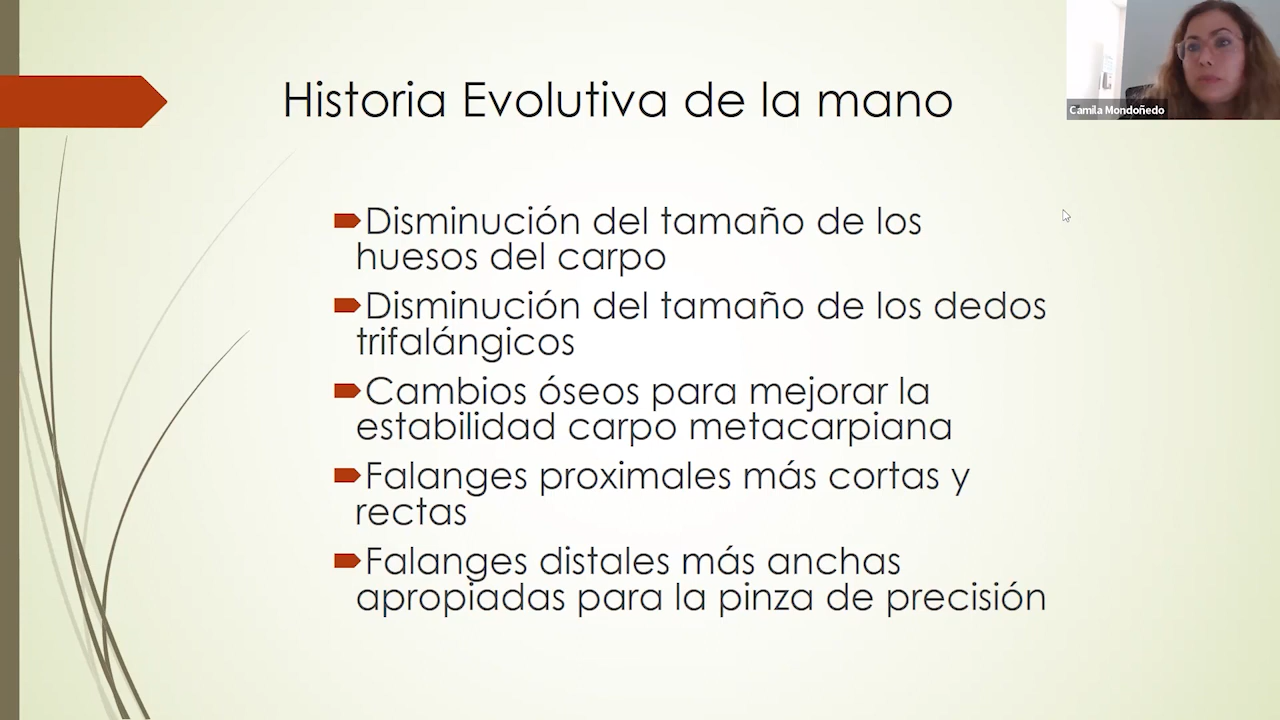 Historia Evolutiva de la mano
Camila Mondoñedo
Disminución del tamaño de los
huesos del carpo
Disminución del tamaño de los dedos
trifalángicos
Cambios óseos para mejorar la
estabilidad carpo metacarpiana
Falanges proximales más cortas y
rectas
Falanges distales más anchas
apropiadas para la pinza de precisión